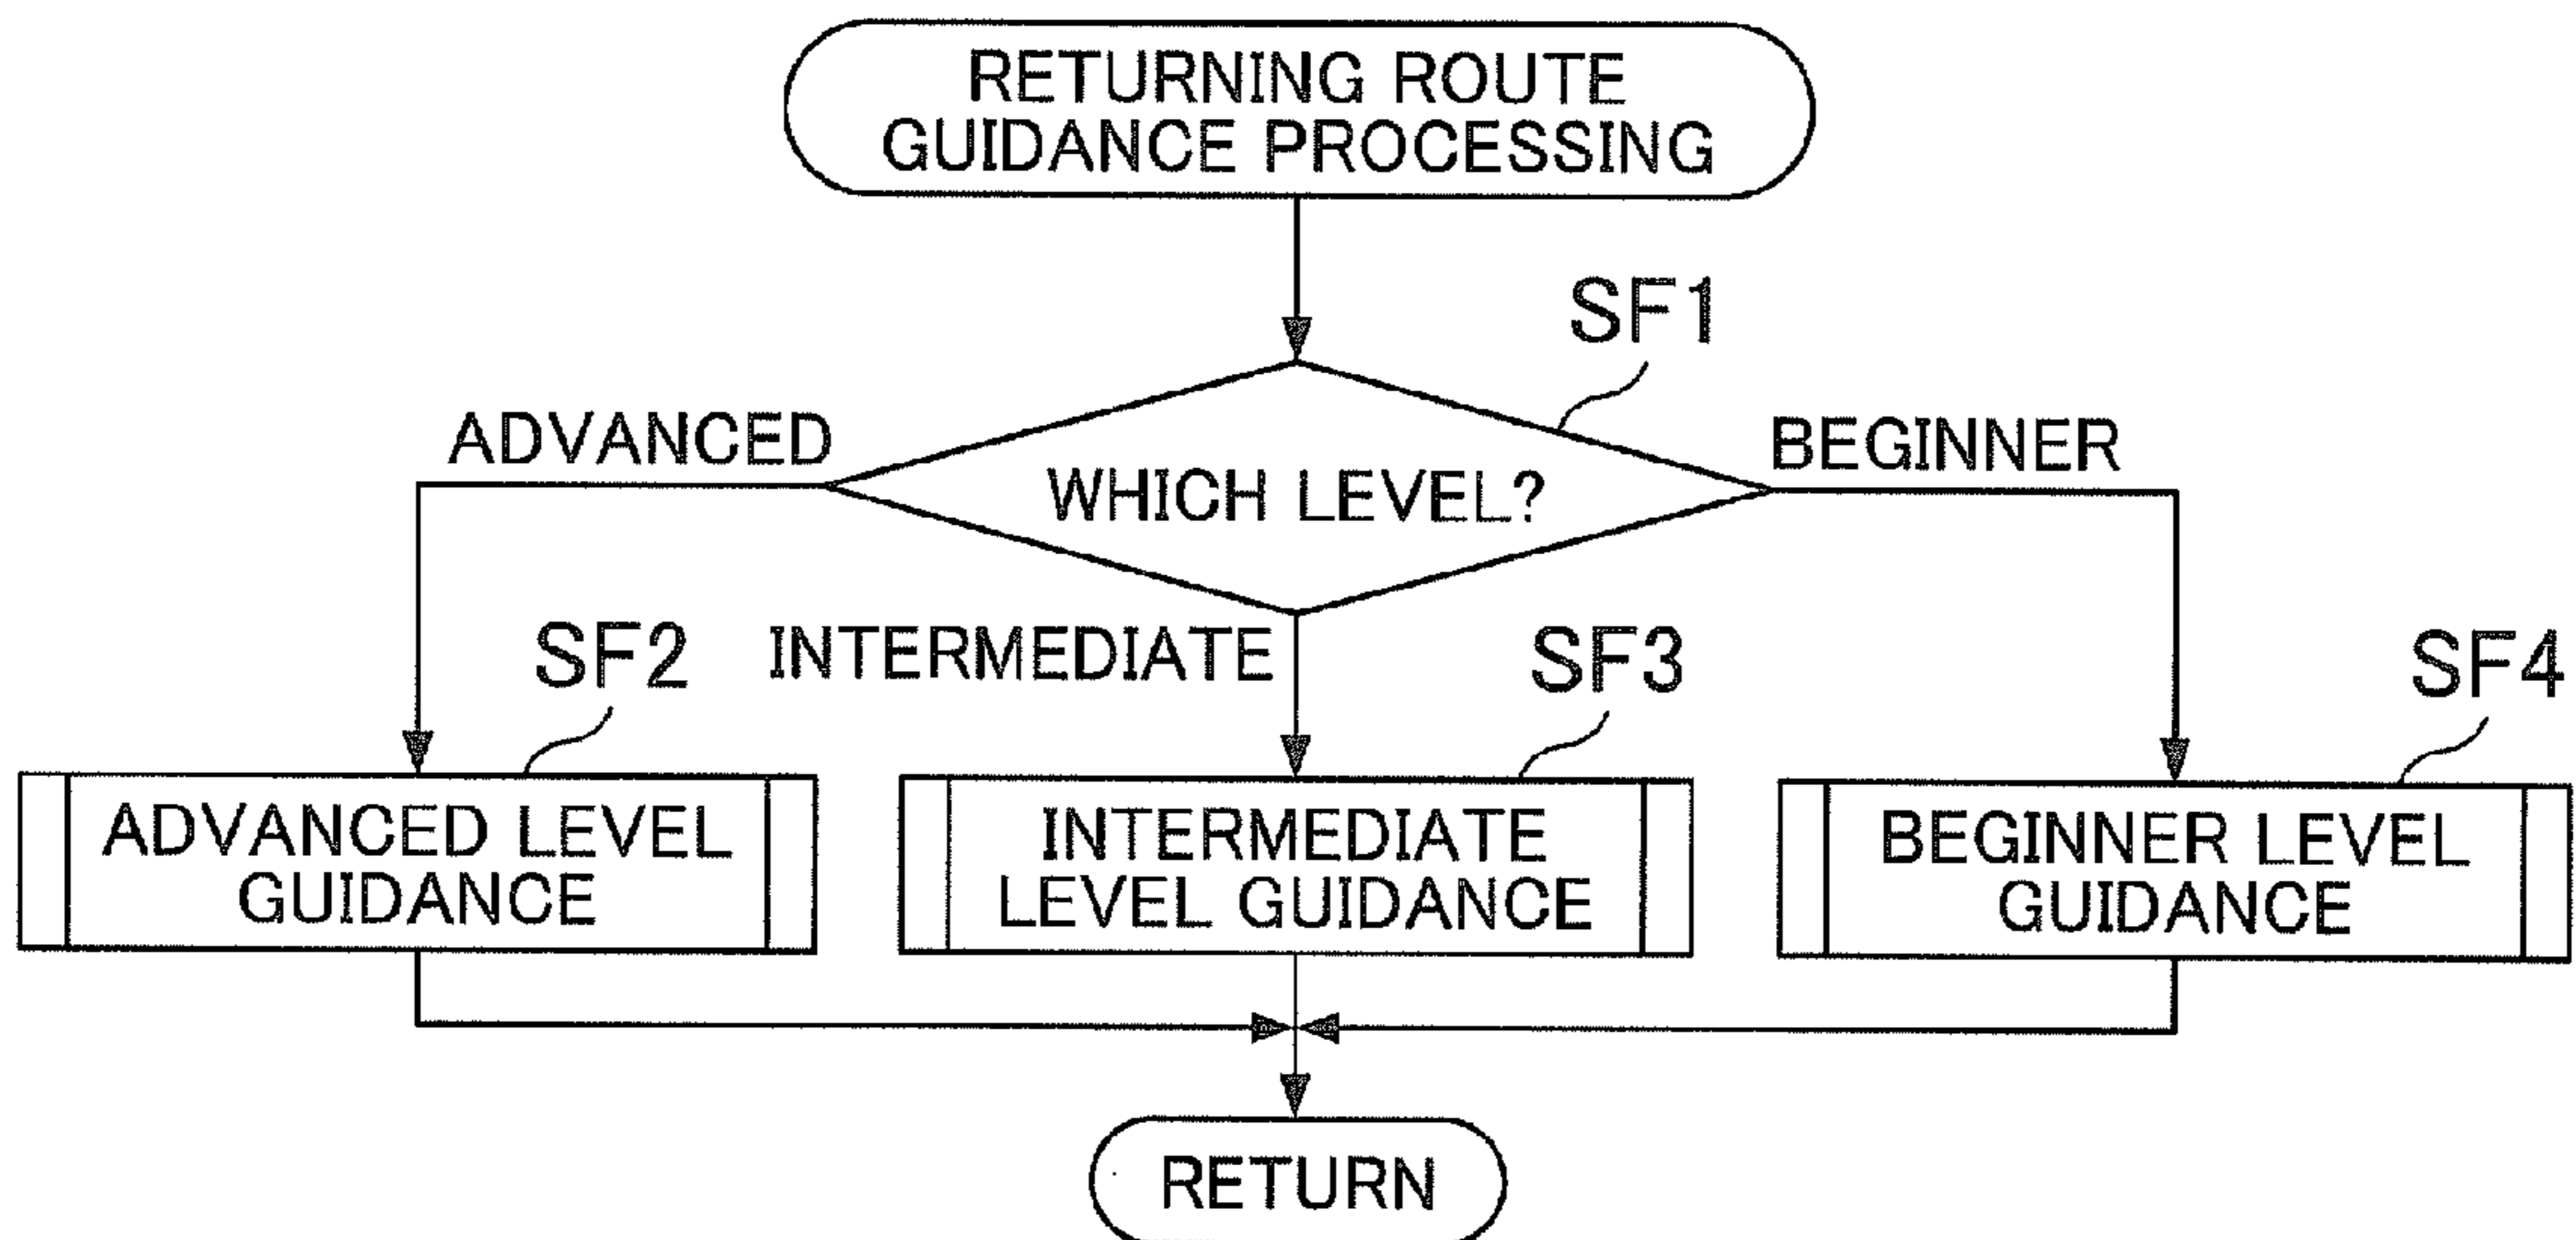 RETURNING ROUTE
GUIDANCE PROCESSING
SF1
ADVANCED
BEGINNER
WHICH LEVEL?
SF2
INTERMEDIATE
SF3
SF4
ADVANCED LEVEL
GUIDANCE
INTERMEDIATE
LEVEL GUIDANCE
BEGINNER LEVEL
GUIDANCE
RETURN